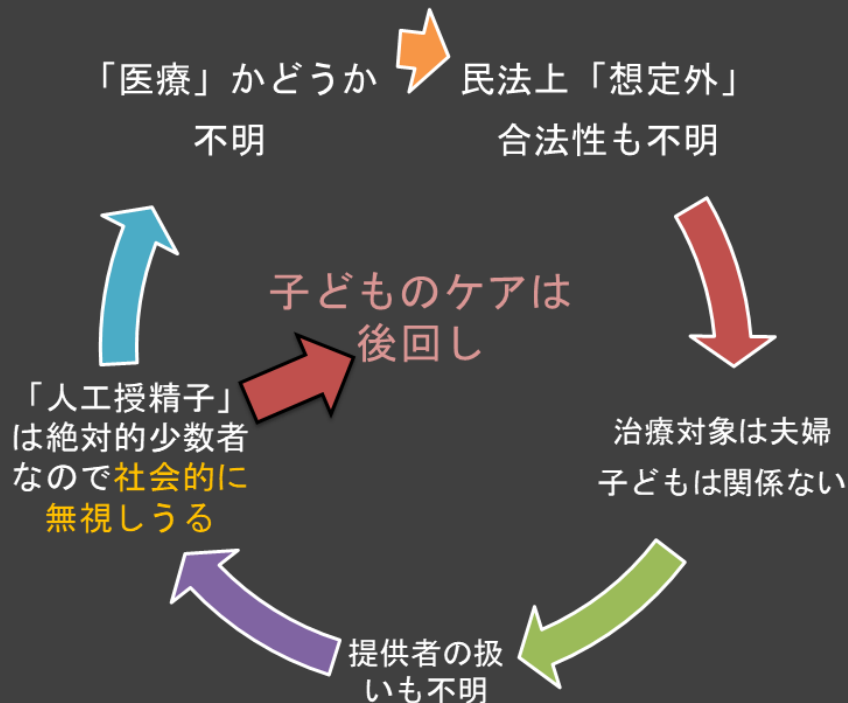 「医療」かどうか
不明
民法上「想定外」
合法性も不明
治療対象は夫婦
子どもは関係ない
提供者の扱
いも不明
「人工授精子」
は絶対的少数者
なので社会的に
無視しうる
子どものケアは
後回し